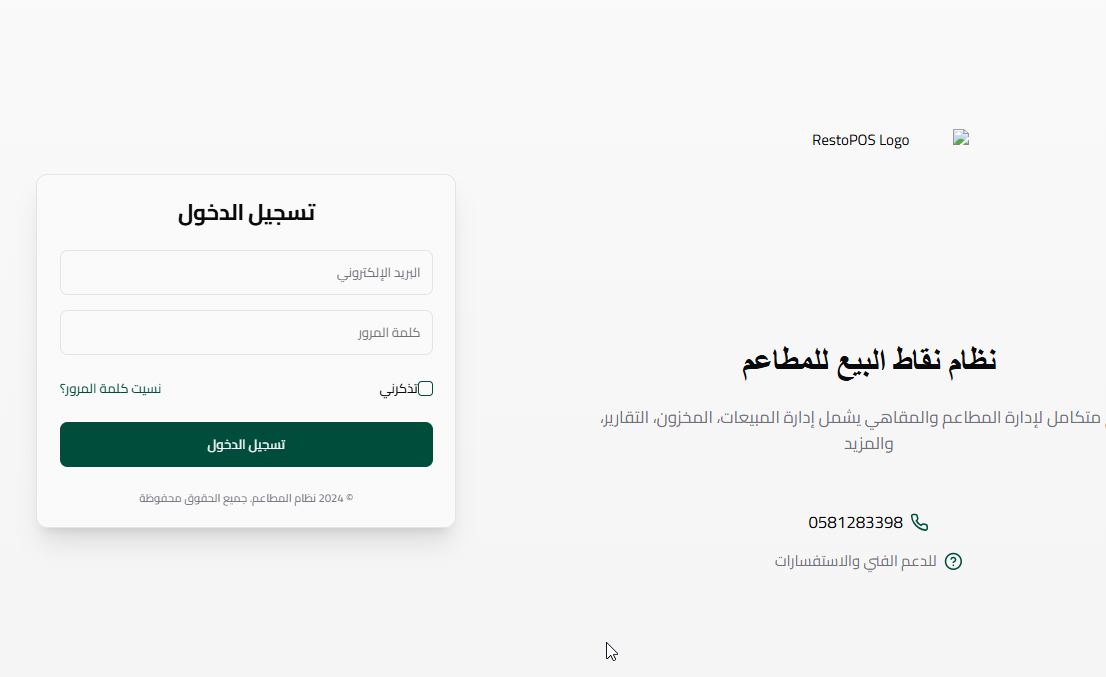 RestoPOS Logo
نظام نقاط البيع للمطاعم
متكامل لإدارة المطاعم والمقاهي يشمل إدارة المبيعات، المخزون، التقارير،
والمزيد
0581283398
للدعم الفني والاستفسارات
تسجيل الدخول
البريد الإلكتروني
كلمة المرور
تذكرني
نسيت كلمة المرور؟
تسجيل الدخول
© 2024 نظام المطاعم. جميع الحقوق محفوظة